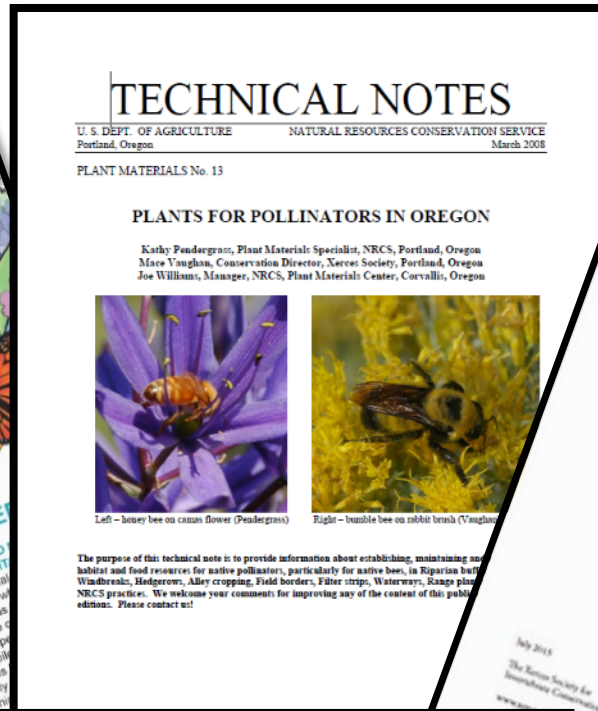 TECHNICAL NOTES
U. S. DEPT. OF AGRICULTURE NATURAL RESOURCES CONSERVATION SERVICE
Portland, Oregon March 2008
PLANT MATERIALS No. 13
PLANTS FOR POLLINATORS IN OREGON
Kathy Pendergrass, Plant Materials Specialist, NRCS, Portland, Oregon
Mace Vaughan, Conservation Director, Xerces Society, Portland, Oregon
Joe Williams, Manager, NRCS, Plant Materials Center, Corvallis, Oregon
Left – honey bee on camas flower (Pendergrass) Right – bumble bee on rabbit brush (Vaughan
The purpose of this technical note is to provide information about establishing, maintaining and
habitat and food resources for native pollinators, particularly for native bees, in Riparian buff
Windbreaks, Hedgerows, Alley cropping, Field borders, Filter strips, Waterways, Range plan
NRCS practices. We welcome your comments for improving any of the content of this publi
editions. Please contact us!
July 2015
The Xerces Society for
Invertebrate Conservation